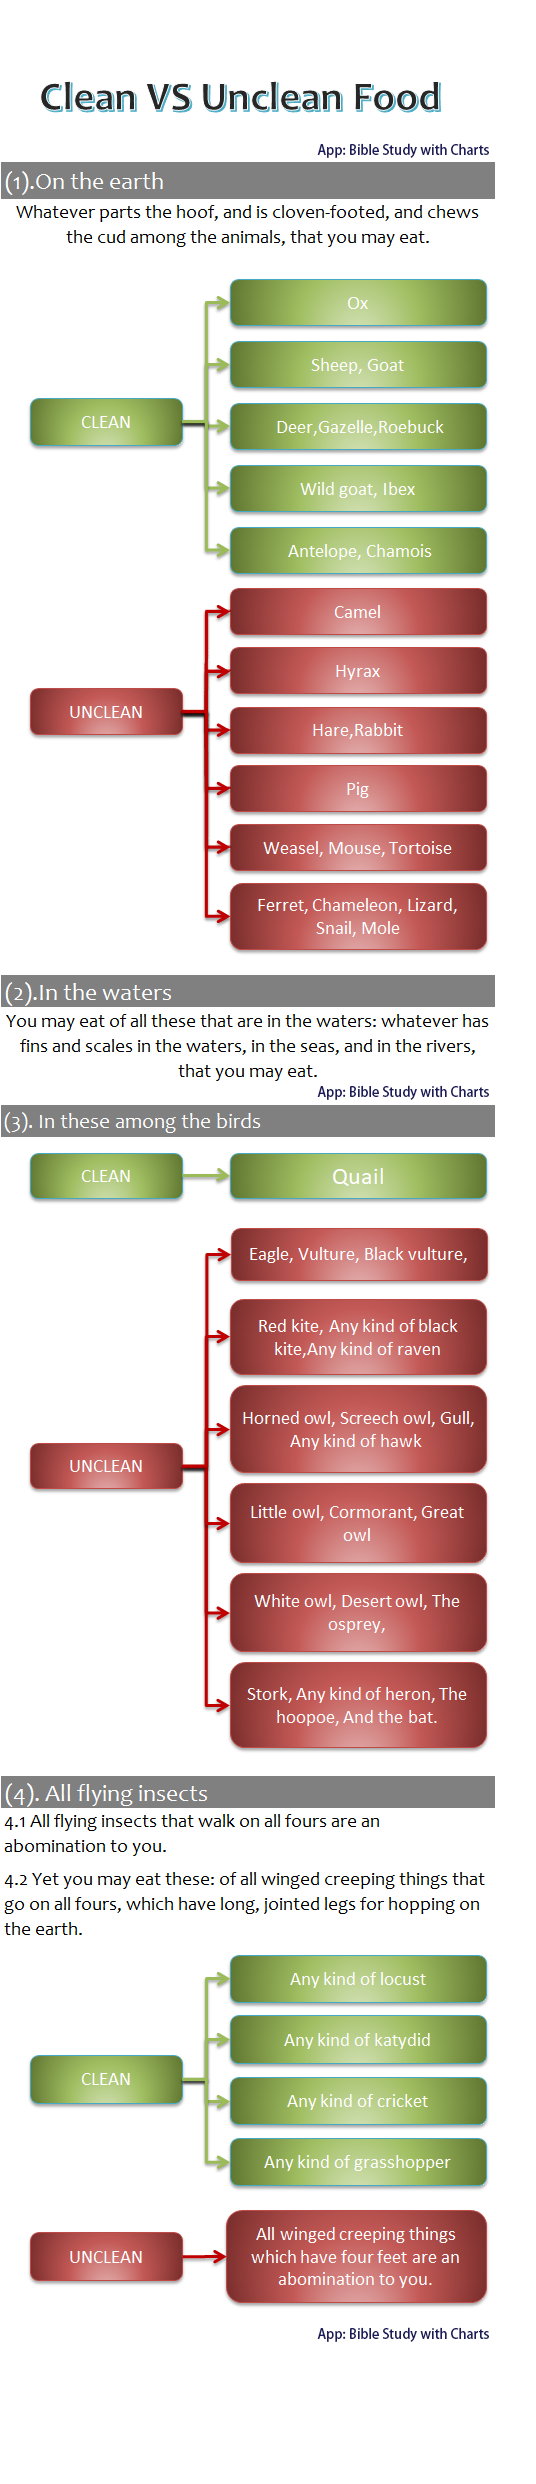 Clean VS Unclean Food
App: Bible Study with Charts
(1).On the earth
Whatever parts the hoof, and is cloven-footed, and chews
the cud among the animals, that you may eat.
Ox
Sheep, Goat
CLEAN
Deer,Gazelle,Roebuck
Wild goat, Ibex
Antelope, Chamois
Camel
Hyrax
UNCLEAN
Hare,Rabbit
Pig
Weasel, Mouse, Tortoise
Ferret, Chameleon, Lizard,
Snail, Mole
(2).In the waters
You may eat of all these that are in the waters: whatever has
fins and scales in the waters, in the seas, and in the rivers,
that you may eat.
App: Bible Study with Charts
(3). In these among the birds
CLEAN
Quail
Eagle, Vulture, Black vulture,
Red kite, Any kind of black
kite,Any kind of raven
Horned owl, Screech owl, Gull,
Any kind of hawk
UNCLEAN
Little owl, Cormorant, Great
owl
White owl, Desert owl, The
osprey,
Stork, Any kind of heron, The
hoopoe, And the bat.
(4). All flying insects
4.1 All flying insects that walk on all fours are an
abomination to you.
4.2 Yet you may eat these: of all winged creeping things that
go on all fours, which have long, jointed legs for hopping on
the earth.
Any kind of locust
Any kind of katydid
CLEAN
Any kind of cricket
Any kind of grasshopper
UNCLEAN
All winged creeping things
which have four feet are an
abomination to you.
App: Bible Study with Charts